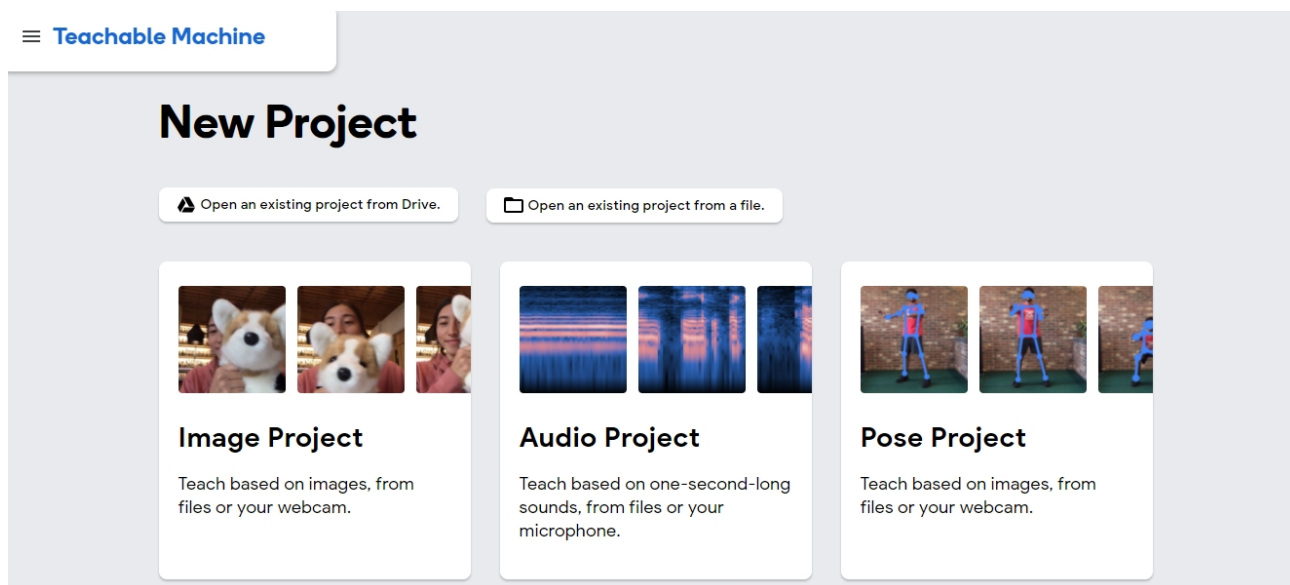 Teachable Machine
New Project
Open an existing project from Drive.
Open an existing project from a file.
Image Project
Teach based on images, from
files or your webcam.
Audio Project
Teach based on one-second-long
sounds, from files or your
microphone.
Pose Project
Teach based on images, from
files or your webcam.